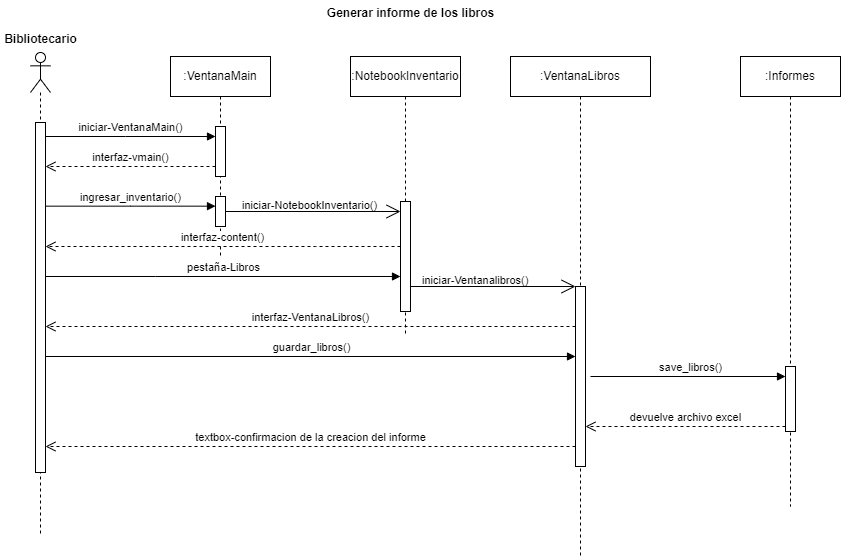 Generar informe de los libros
Bibliotecario
:VentanaMain
:NotebookInventario
:VentanaLibros
:Informes
iniciar-VentanaMain()
interfaz-vmain()
ingresar_inventario()
iniciar-NotebookInventario()
interfaz-content()
pestaña-Libros
iniciar-Ventanalibros()
interfaz-VentanaLibros()
guardar_libros()
save_libros()
devuelve archivo excel
textbox-confirmacion de la creacion del informe